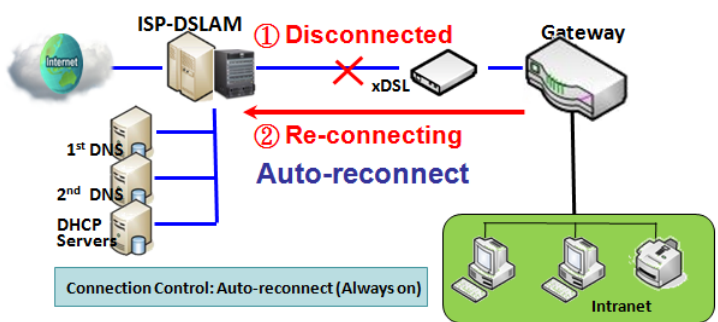 ISP-DSLAM
① Disconnected
Gateway
Internet
xDSL
② Re-connecting
1st DNS
Auto-reconnect
2nd DNS
DHCP
Servers
Connection Control: Auto-reconnect (Always on)
Intranet